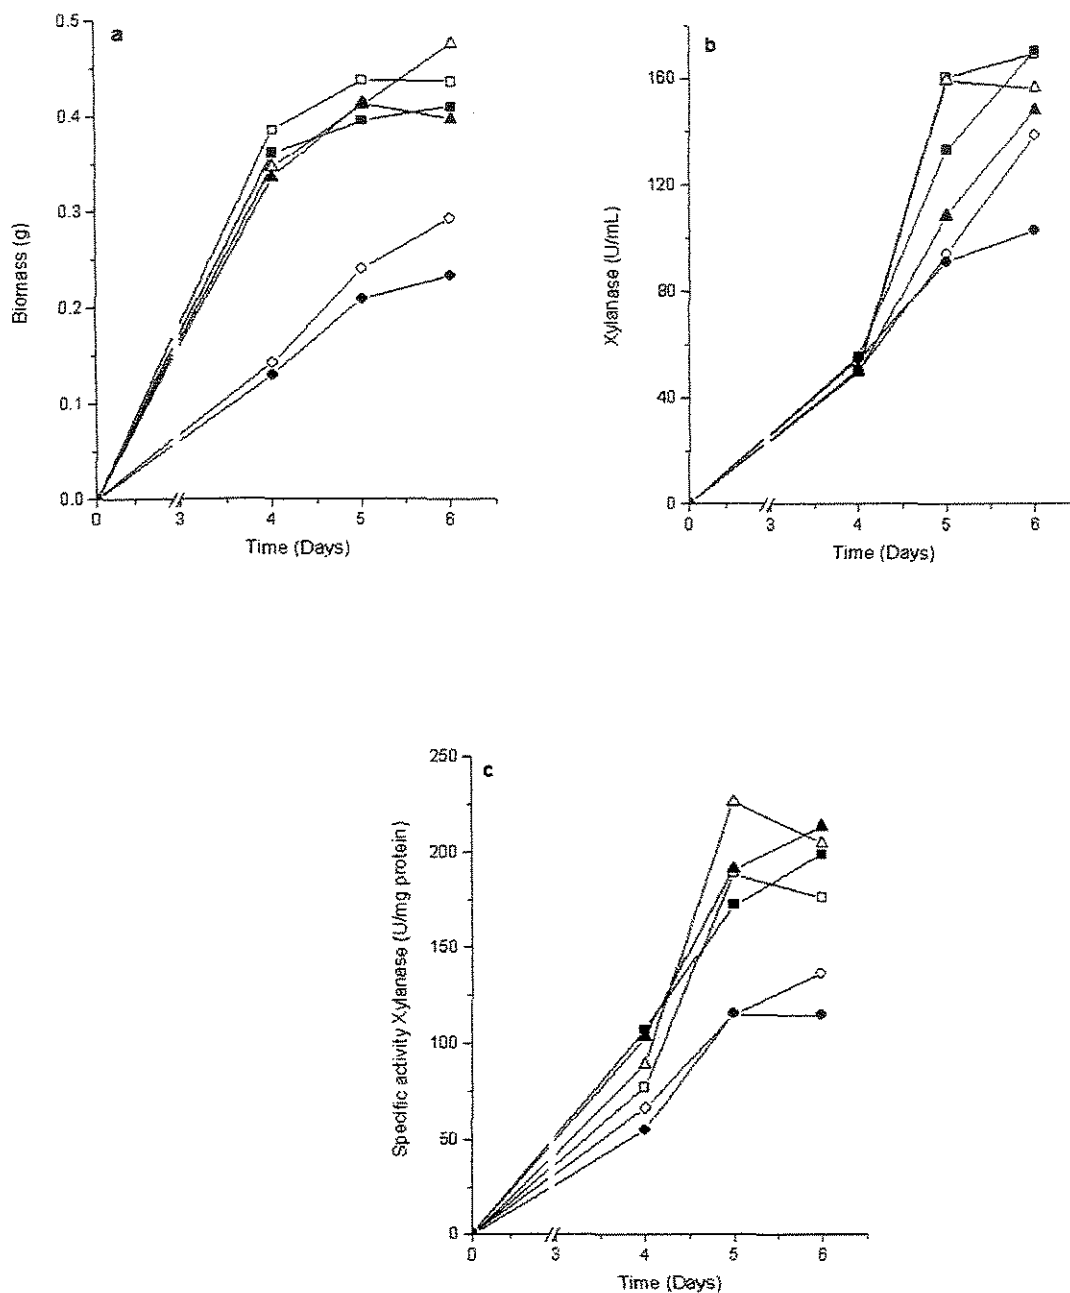 a
0.5
0.4
0.3
0.2
0.1
0.0
Biomass (g)
0 3 4 5 6
Time (Days)
b
160
120
80
40
0
Xylanase (U/mL)
0 3 4 5 6
Time (Days)
c
250
200
150
100
50
0
Specific activity Xylanase (U/mg protein)
0 3 4 5 6
Time (Days)